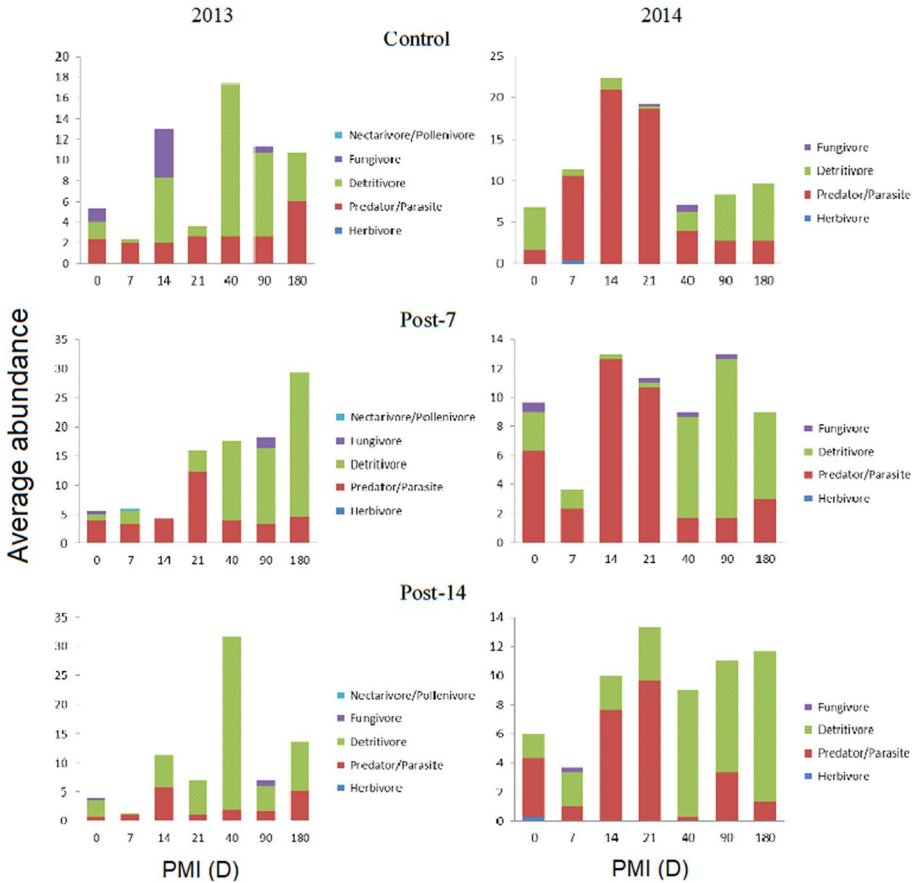 2013
2014
Control
20
18
16
14
12
10
8
6
4
2
0
0 7 14 21 40 90 180
Nectarivore/Pollenivore
Fungivore
Detritivore
Predator/Parasite
Herbivore
25
20
15
10
5
0
0 7 14 21 40 90 180
Fungivore
Detritivore
Predator/Parasite
Herbivore
Average abundance
Post-7
35
30
25
20
15
10
5
0
0 7 14 21 40 90 180
Nectarivore/Pollenivore
Fungivore
Detritivore
Predator/Parasite
Herbivore
14
12
10
8
6
4
2
0
0 7 14 21 40 90 180
Fungivore
Detritivore
Predator/Parasite
Herbivore
Post-14
35
30
25
20
15
10
5
0
0 7 14 21 40 90 180
Nectarivore/Pollenivore
Fungivore
Detritivore
Predator/Parasite
Herbivore
PMI (D)
14
12
10
8
6
4
2
0
0 7 14 21 40 90 180
Fungivore
Detritivore
Predator/Parasite
Herbivore
PMI (D)